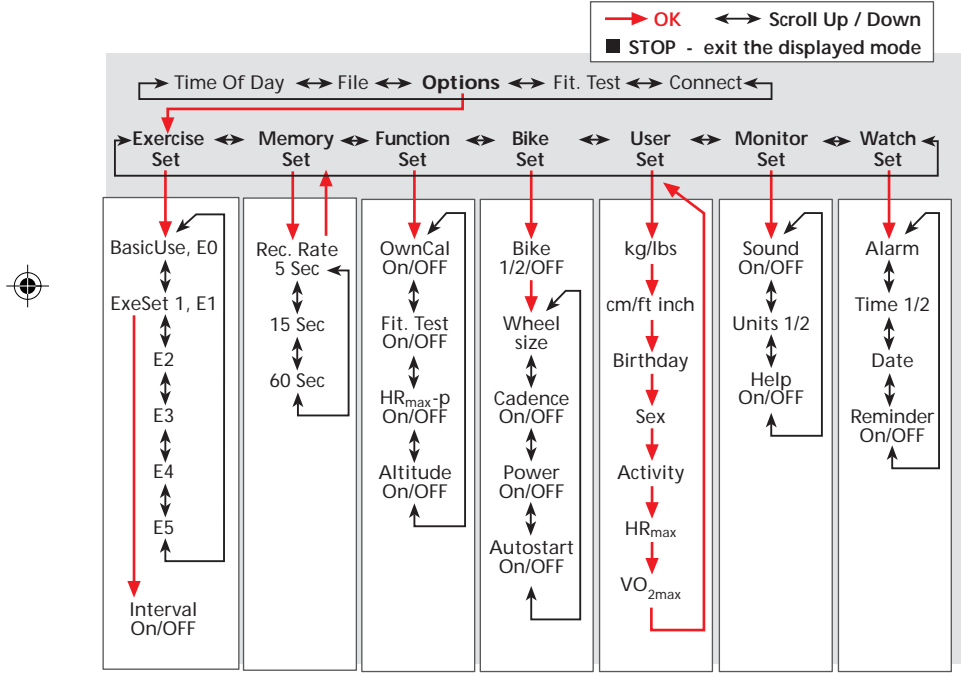 OK Scroll Up / Down
STOP - exit the displayed mode
Time Of Day File Options Fit. Test Connect
Exercise Set
Memory Set
Function Set
Bike Set
User Set
Monitor Set
Watch Set
BasicUse, E0
ExeSet 1, E1
E2
E3
E4
E5
Interval
On/OFF
Rec. Rate
5 Sec
15 Sec
60 Sec
OwnCal
On/OFF
Fit. Test
On/OFF
HRmax-p
On/OFF
Altitude
On/OFF
Bike
1/2/OFF
Wheel
size
Cadence
On/OFF
Power
On/OFF
Autostart
On/OFF
kg/lbs
cm/ft inch
Birthday
Sex
Activity
HRmax
VO2max
Sound
On/OFF
Units 1/2
Help
On/OFF
Alarm
Time 1/2
Date
Reminder
On/OFF